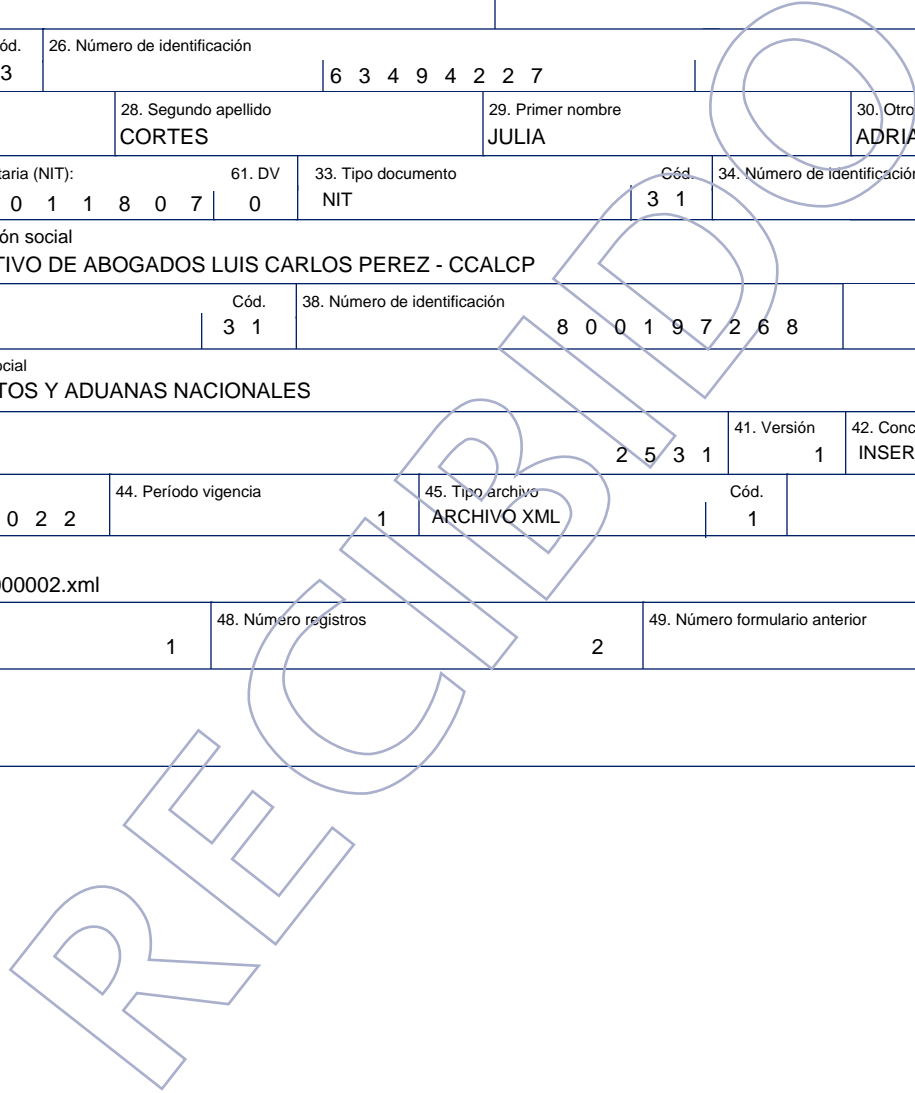 ód. 26. Número de identificación
3 6 3 4 9 4 2 2 7
28. Segundo apellido 29. Primer nombre 30. Otro
CORTES JULIA ADRIA
aria (NIT): 61. DV 33. Tipo documento Cód. 34. Número de identificación
0 1 1 8 0 7 0 NIT 3 1
ón social
TIVO DE ABOGADOS LUIS CARLOS PEREZ - CCALCP
Cód. 38. Número de identificación
3 1 8 0 0 1 9 7 2 6 8
ocial
TOS Y ADUANAS NACIONALES
41. Versión 42. Conc
2 5 3 1 1 INSER
44. Período vigencia 45. Tipo archivo Cód.
0 2 2 1 ARCHIVO XML 1
000002.xml
48. Número registros 49. Número formulario anterior
1 2
RECIBIDO